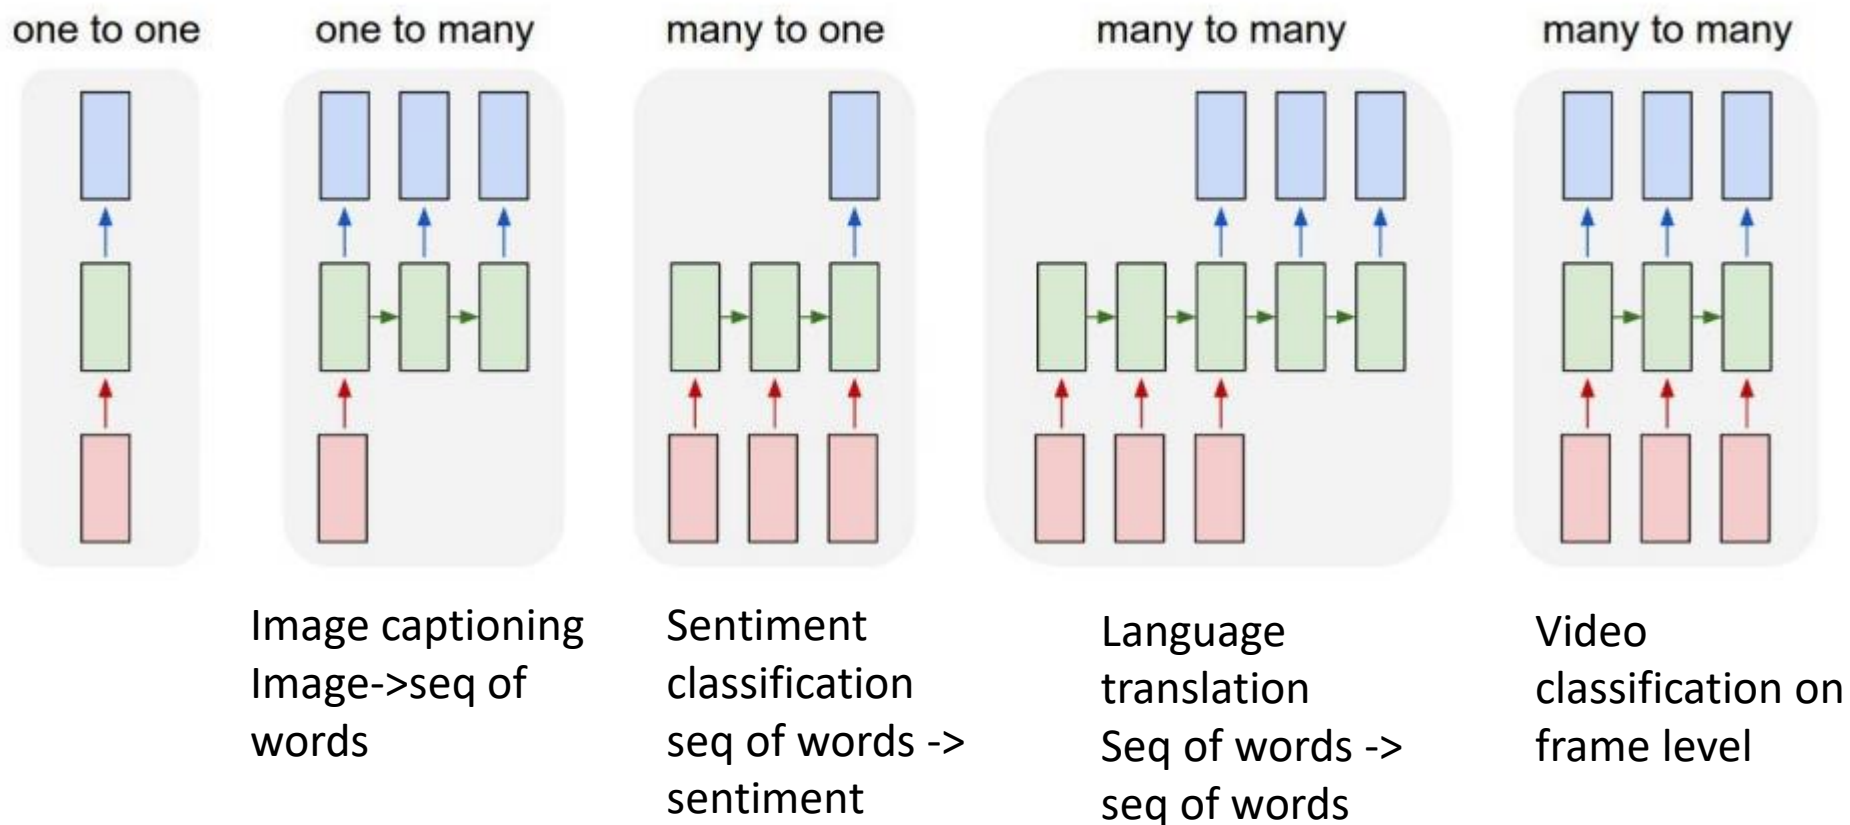 one to one
one to many
many to one
many to many
many to many
Image captioning
Image->seq of
words
Sentiment
classification
seq of words ->
sentiment
Language
translation
Seq of words ->
seq of words
Video
classification on
frame level